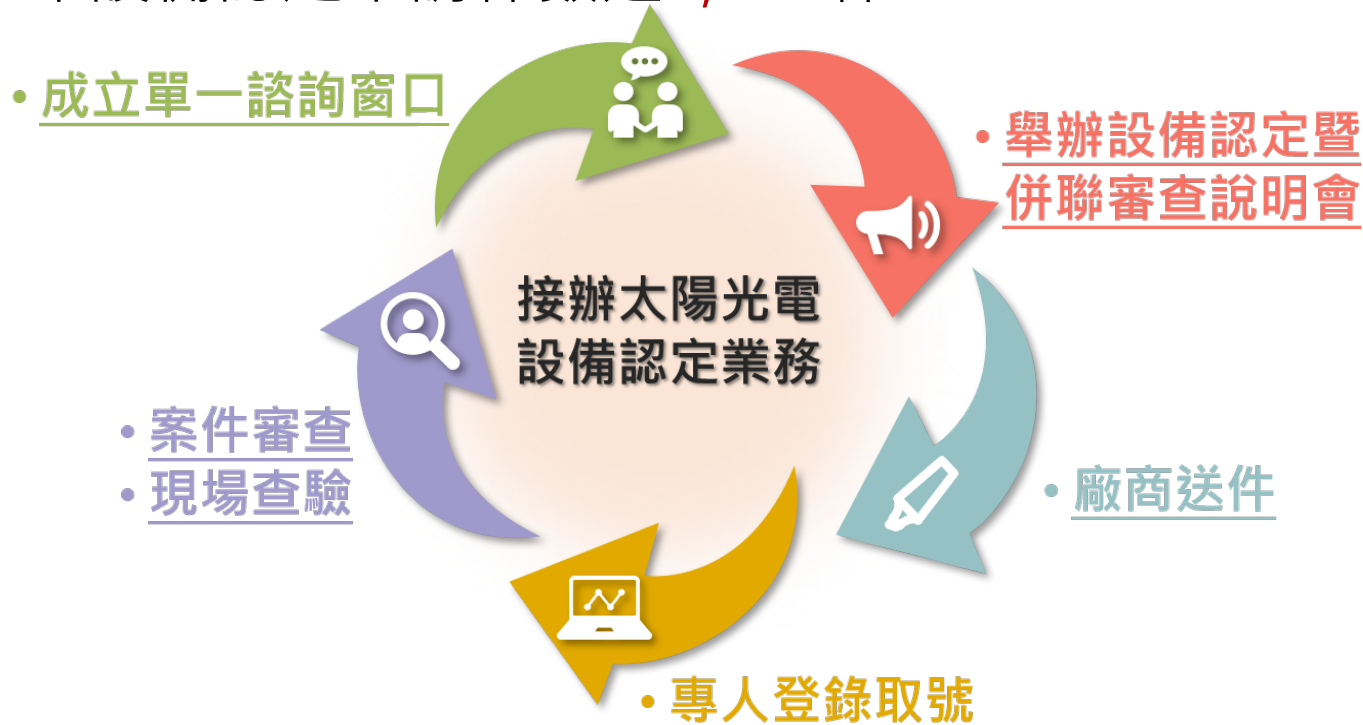 • 成立單一諮詢窗口
• 舉辦設備認定暨
併聯審查說明會
接辦太陽光電
設備認定業務
• 案件審查
• 現場查驗
• 廠商送件
• 專人登錄取號